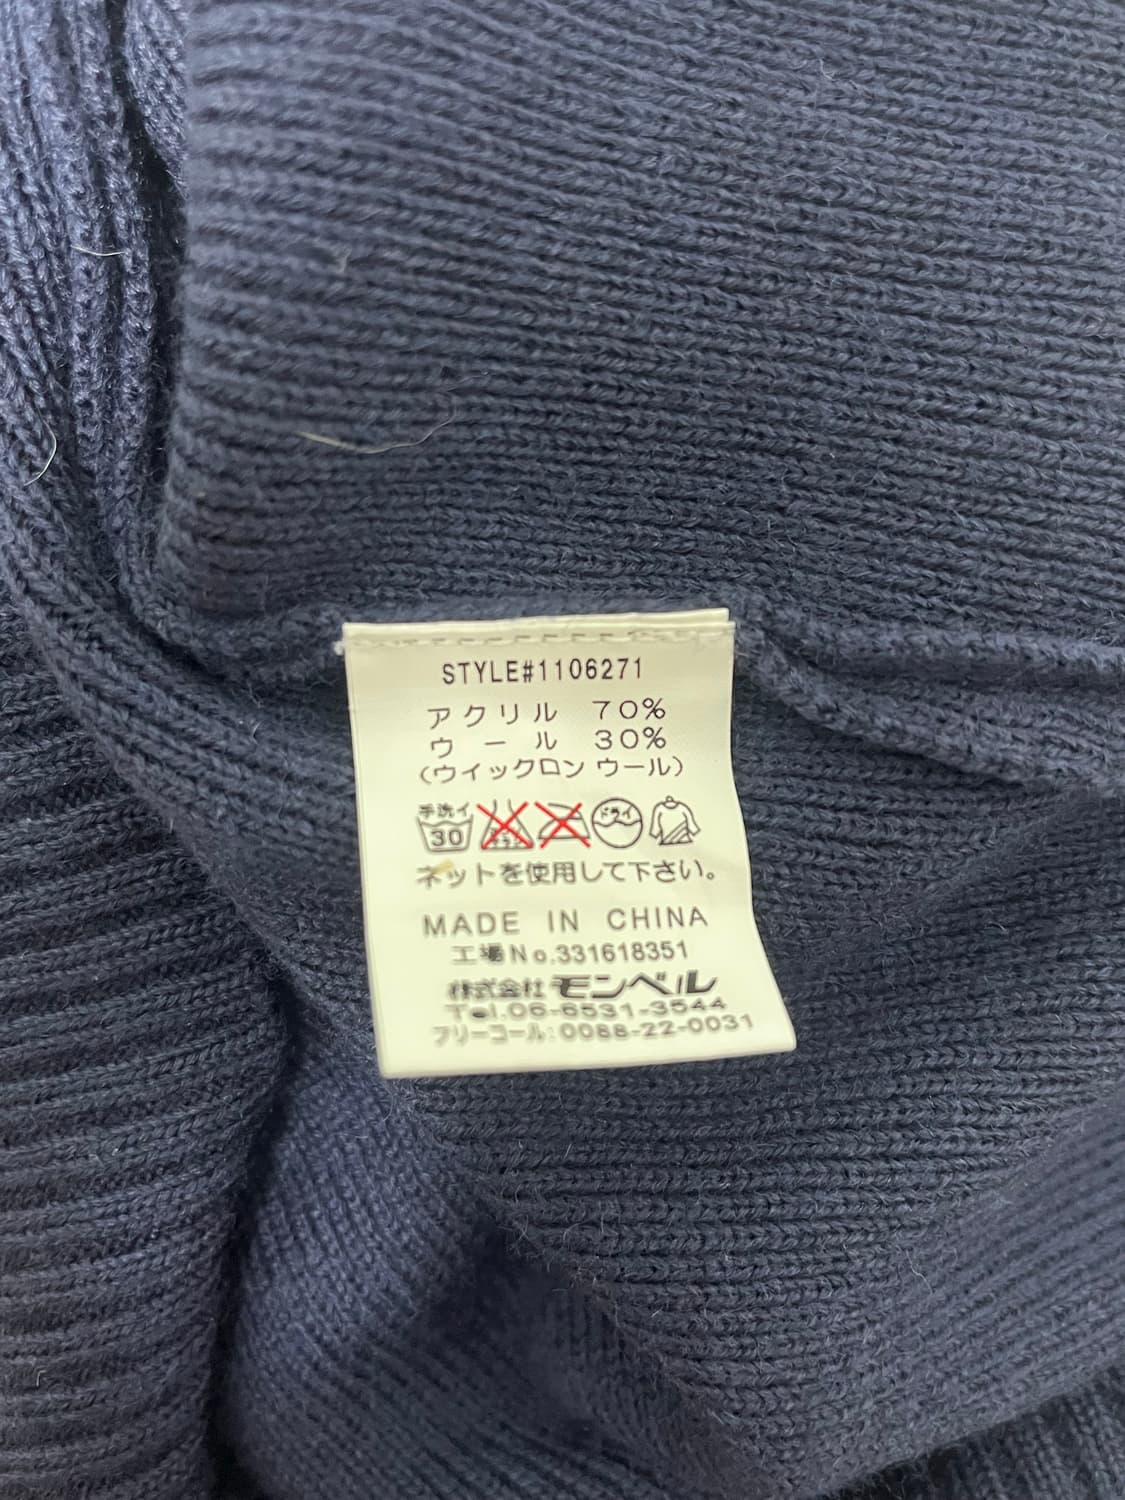 STYLE#1106271
アクリル 70%
ウール 30%
(ウイックロン ウール)
手洗イ ドライ
30
ネットを使用して下さい。
MADE IN CHINA
工場No.331618351
株式会社モンベル
Tel.06-6531-3544
フリーコール:0088-22-0031